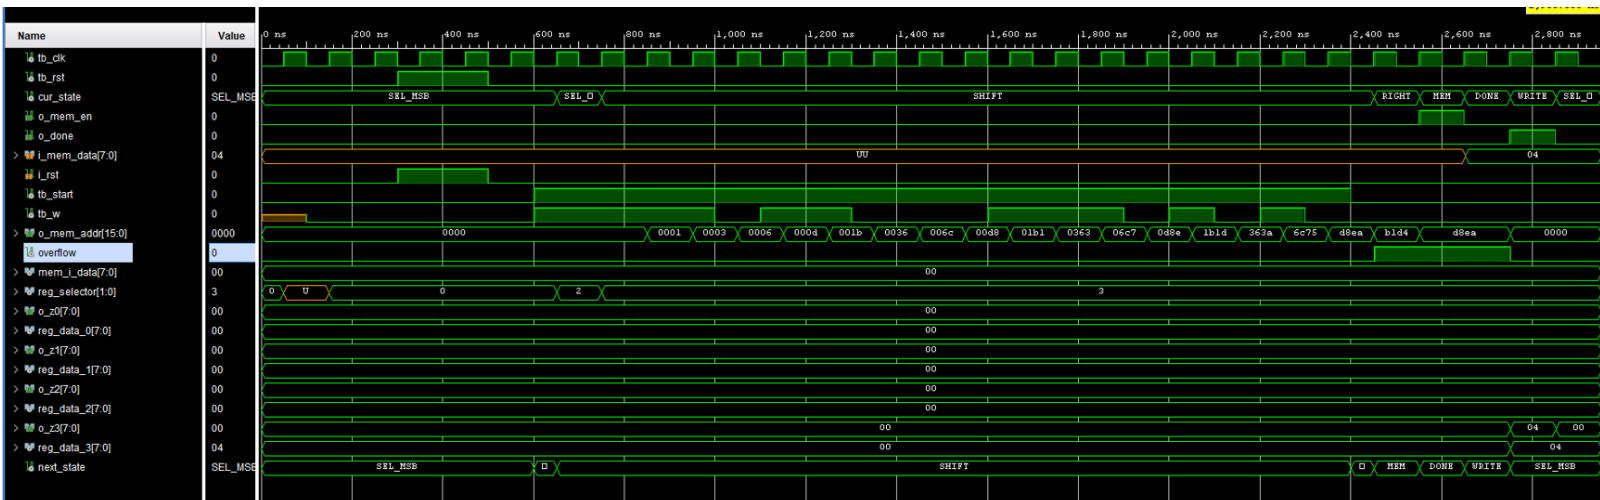 Name Value 0 ns 200 ns 400 ns 600 ns 800 ns 1,000 ns 1,200 ns 1,400 ns 1,600 ns 1,800 ns 2,000 ns 2,200 ns 2,400 ns 2,600 ns 2,800 ns
tb_clk 0
tb_rst 0
cur_state SEL_MSB SEL_MSB SEL_ SHIFT RIGHT MEM DONE WRITE SEL_
o_mem_en 0
o_done 0
i_mem_data[7:0] 04 UU 04
i_rst 0
tb_start 0
tb_w 0
o_mem_addr[15:0] 0000 0000 0001 0003 0006 000d 001b 0036 006c 00d8 01b1 0363 06c7 0d8e 1b1d 363a 6c75 d8ea b1d4 d8ea 0000
overflow 0
mem_i_data[7:0] 00 00
reg_selector[1:0] 3 0 U 0 2 3
o_z0[7:0] 00 00
reg_data_0[7:0] 00 00
o_z1[7:0] 00 00
reg_data_1[7:0] 00 00
o_z2[7:0] 00 00
reg_data_2[7:0] 00 00
o_z3[7:0] 00 00 04 00
reg_data_3[7:0] 04 00 04
next_state SEL_MSB SEL_MSB SHIFT MEM DONE WRITE SEL_MSB